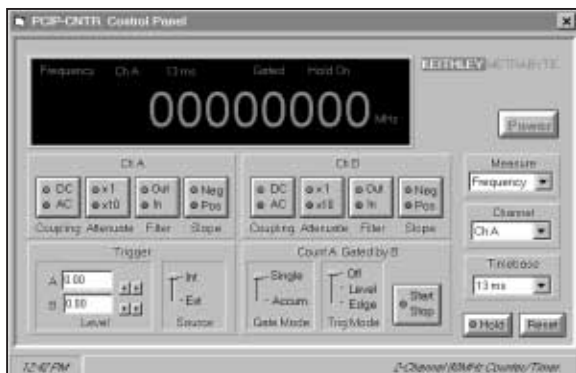 PCIP-CNTR Control Panel
Frequency Ch A 13 ms Gated Hold On
00000000 MHz
KEITHLEY METRABYTE
Power
Ch A
DC AC
x1 x10
Out In
Neg Pos
Coupling Attenuate Filter Slope
Ch B
DC AC
x1 x10
Out In
Neg Pos
Coupling Attenuate Filter Slope
Measure
Frequency
Channel
Ch A
Timebase
13 ms
Trigger
A 0.00
B 0.00
Level
Int
Ext
Source
Count A Gated by B
Single
Accum
Gate Mode
Off
Level
Edge
Trig Mode
Start
Stop
Hold
Reset
2-Channel 80MHz Counter/Timer